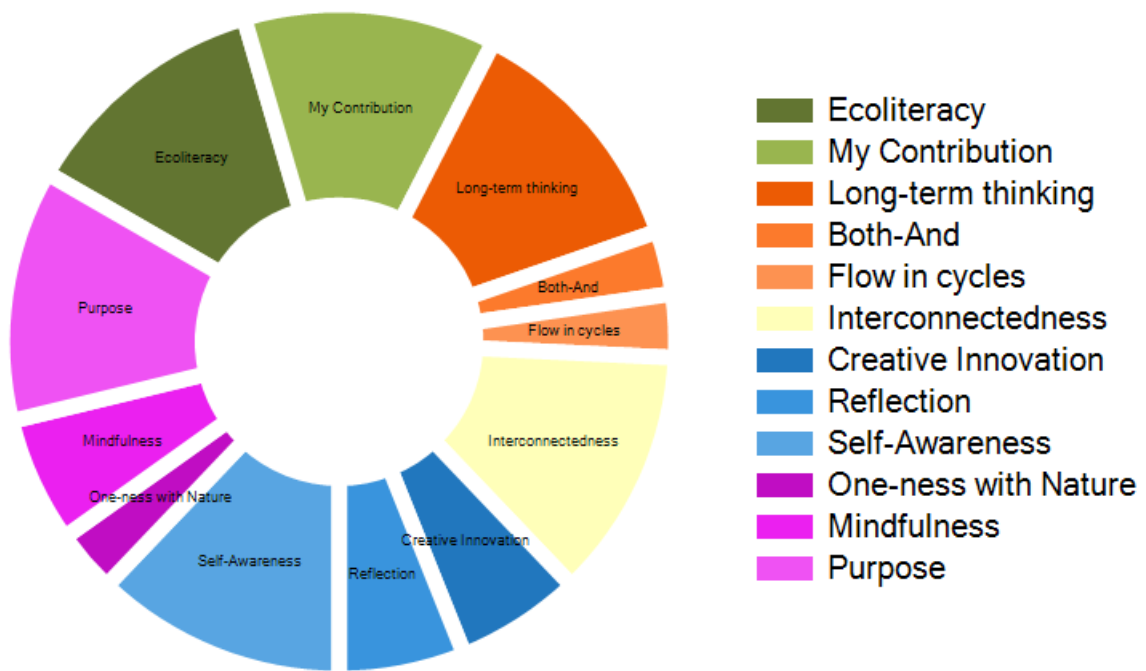 My Contribution
Ecoliteracy
Long-term thinking
Both-And
Purpose
Flow in cycles
Interconnectedness
Mindfulness
One-ness with Nature
Creative Innovation
Self-Awareness
Reflection
Ecoliteracy
My Contribution
Long-term thinking
Both-And
Flow in cycles
Interconnectedness
Creative Innovation
Reflection
Self-Awareness
One-ness with Nature
Mindfulness
Purpose